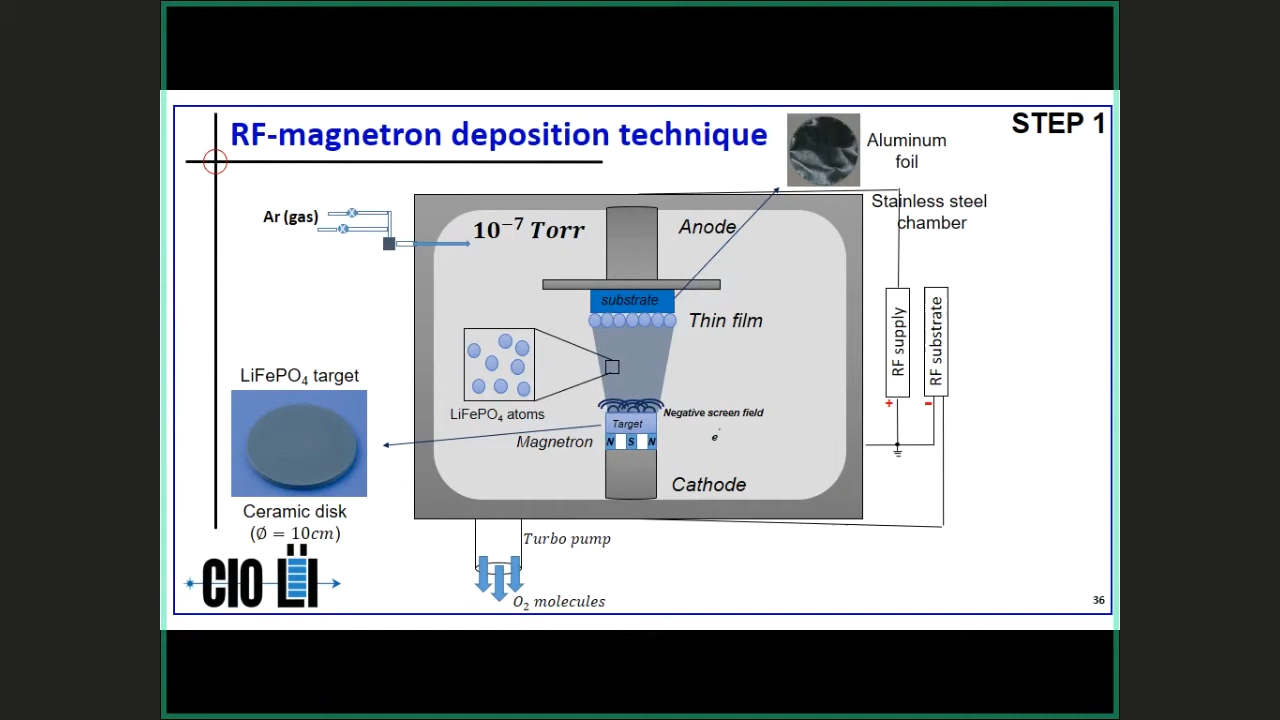 RF-magnetron deposition technique
STEP 1
Aluminum
foil
Stainless steel
chamber
Ar (gas)
10⁻⁷ Torr
Anode
substrate
Thin film
RF supply
RF substrate
LiFePO₄ atoms
LiFePO₄ target
Negative screen field
Target
e⁻
Magnetron
N S N
+
-
Cathode
Ceramic disk
(Ø = 10cm)
Turbo pump
O₂ molecules
CIO LI
36